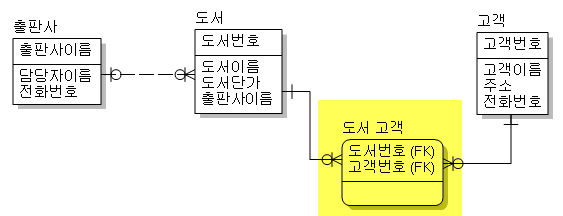 출판사
출판사이름
담당자이름
전화번호
도서
도서번호
도서이름
도서단가
출판사이름
고객
고객번호
고객이름
주소
전화번호
도서 고객
도서번호 (FK)
고객번호 (FK)